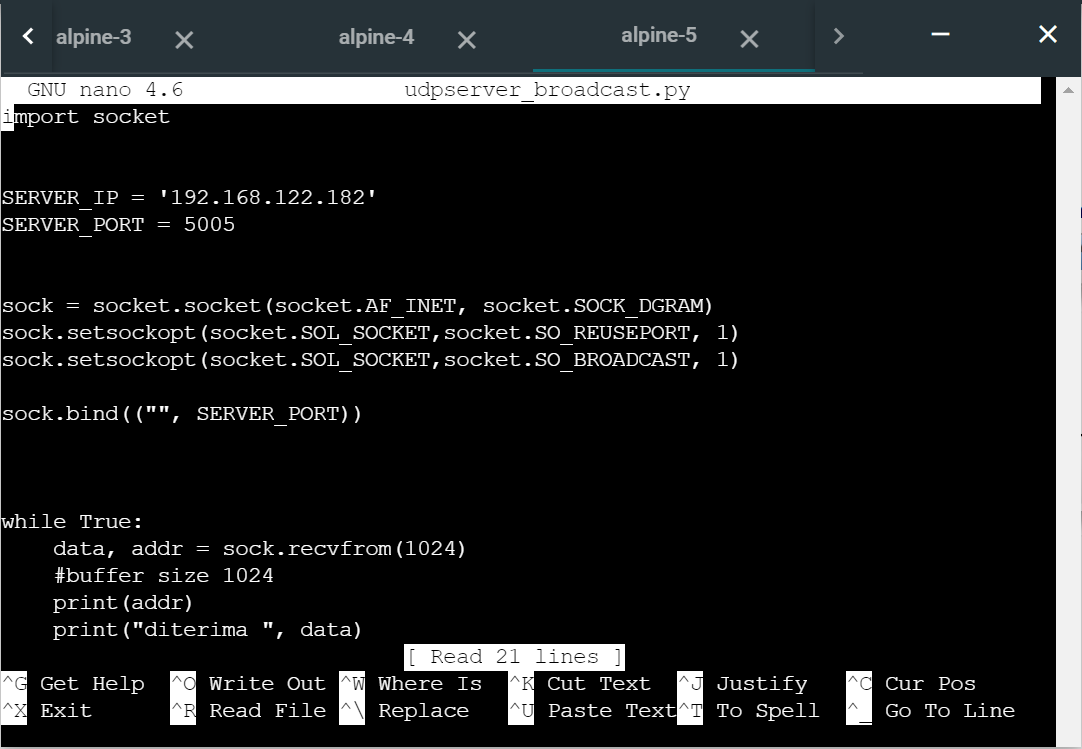 alpine-3 alpine-4 alpine-5
GNU nano 4.6 udpserver_broadcast.py
import socket
SERVER_IP = '192.168.122.182'
SERVER_PORT = 5005
sock = socket.socket(socket.AF_INET, socket.SOCK_DGRAM)
sock.setsockopt(socket.SOL_SOCKET,socket.SO_REUSEPORT, 1)
sock.setsockopt(socket.SOL_SOCKET,socket.SO_BROADCAST, 1)
sock.bind(("", SERVER_PORT))
while True:
    data, addr = sock.recvfrom(1024)
    #buffer size 1024
    print(addr)
    print("diterima ", data)
[ Read 21 lines ]
^G Get Help ^O Write Out ^W Where Is ^K Cut Text ^J Justify ^C Cur Pos
^X Exit ^R Read File ^\ Replace ^U Paste Text ^T To Spell ^_ Go To Line